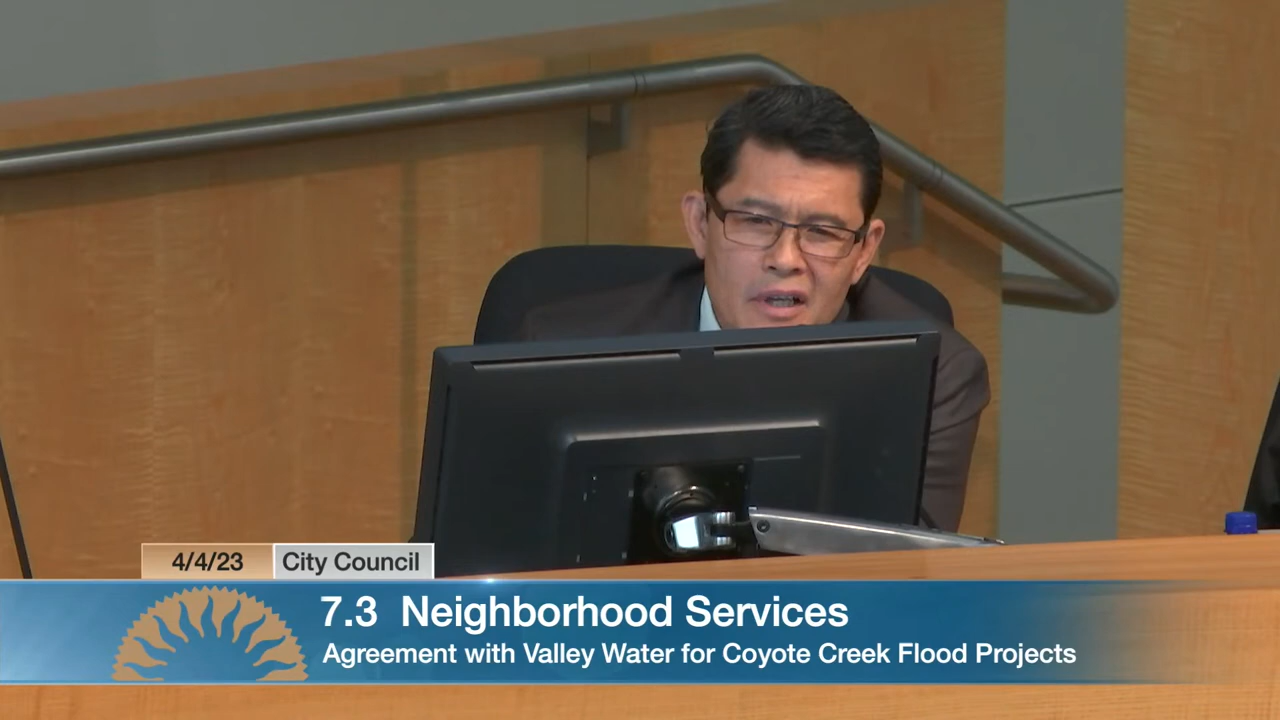 4/4/23 City Council
7.3 Neighborhood Services
Agreement with Valley Water for Coyote Creek Flood Projects